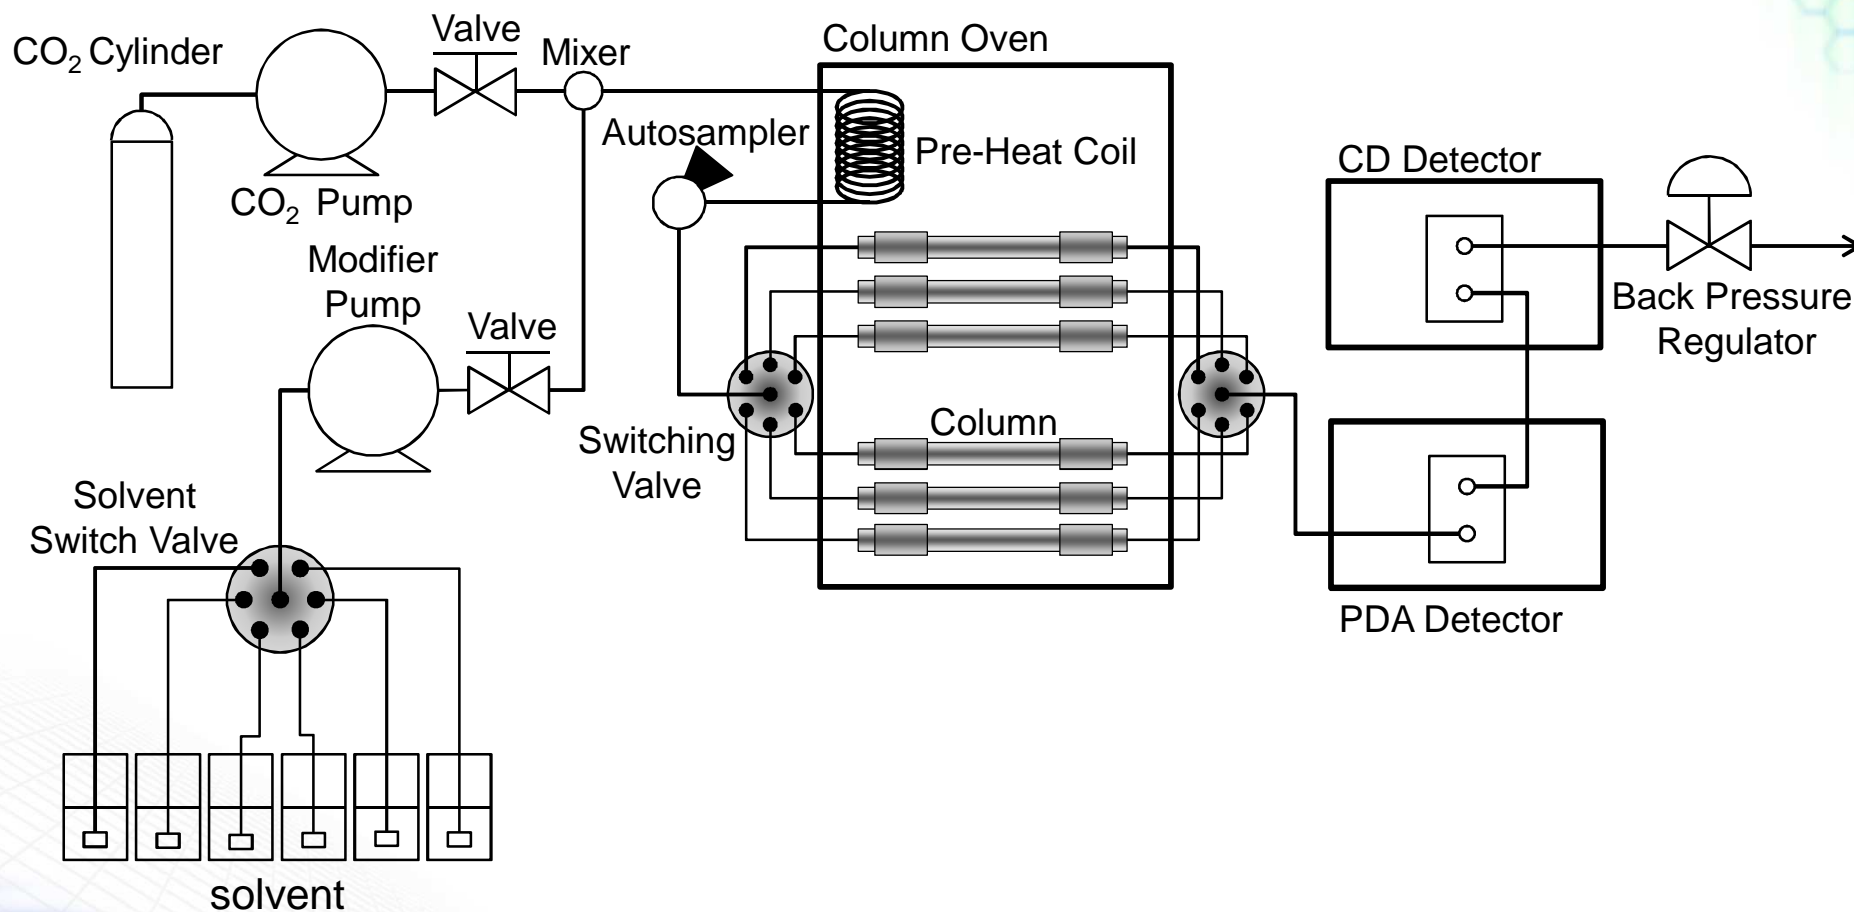 CO₂ Cylinder
Valve
Mixer
Column Oven
Autosampler
Pre-Heat Coil
CO₂ Pump
CD Detector
Modifier
Pump
Valve
Back Pressure
Regulator
Column
Switching
Valve
Solvent
Switch Valve
PDA Detector
solvent